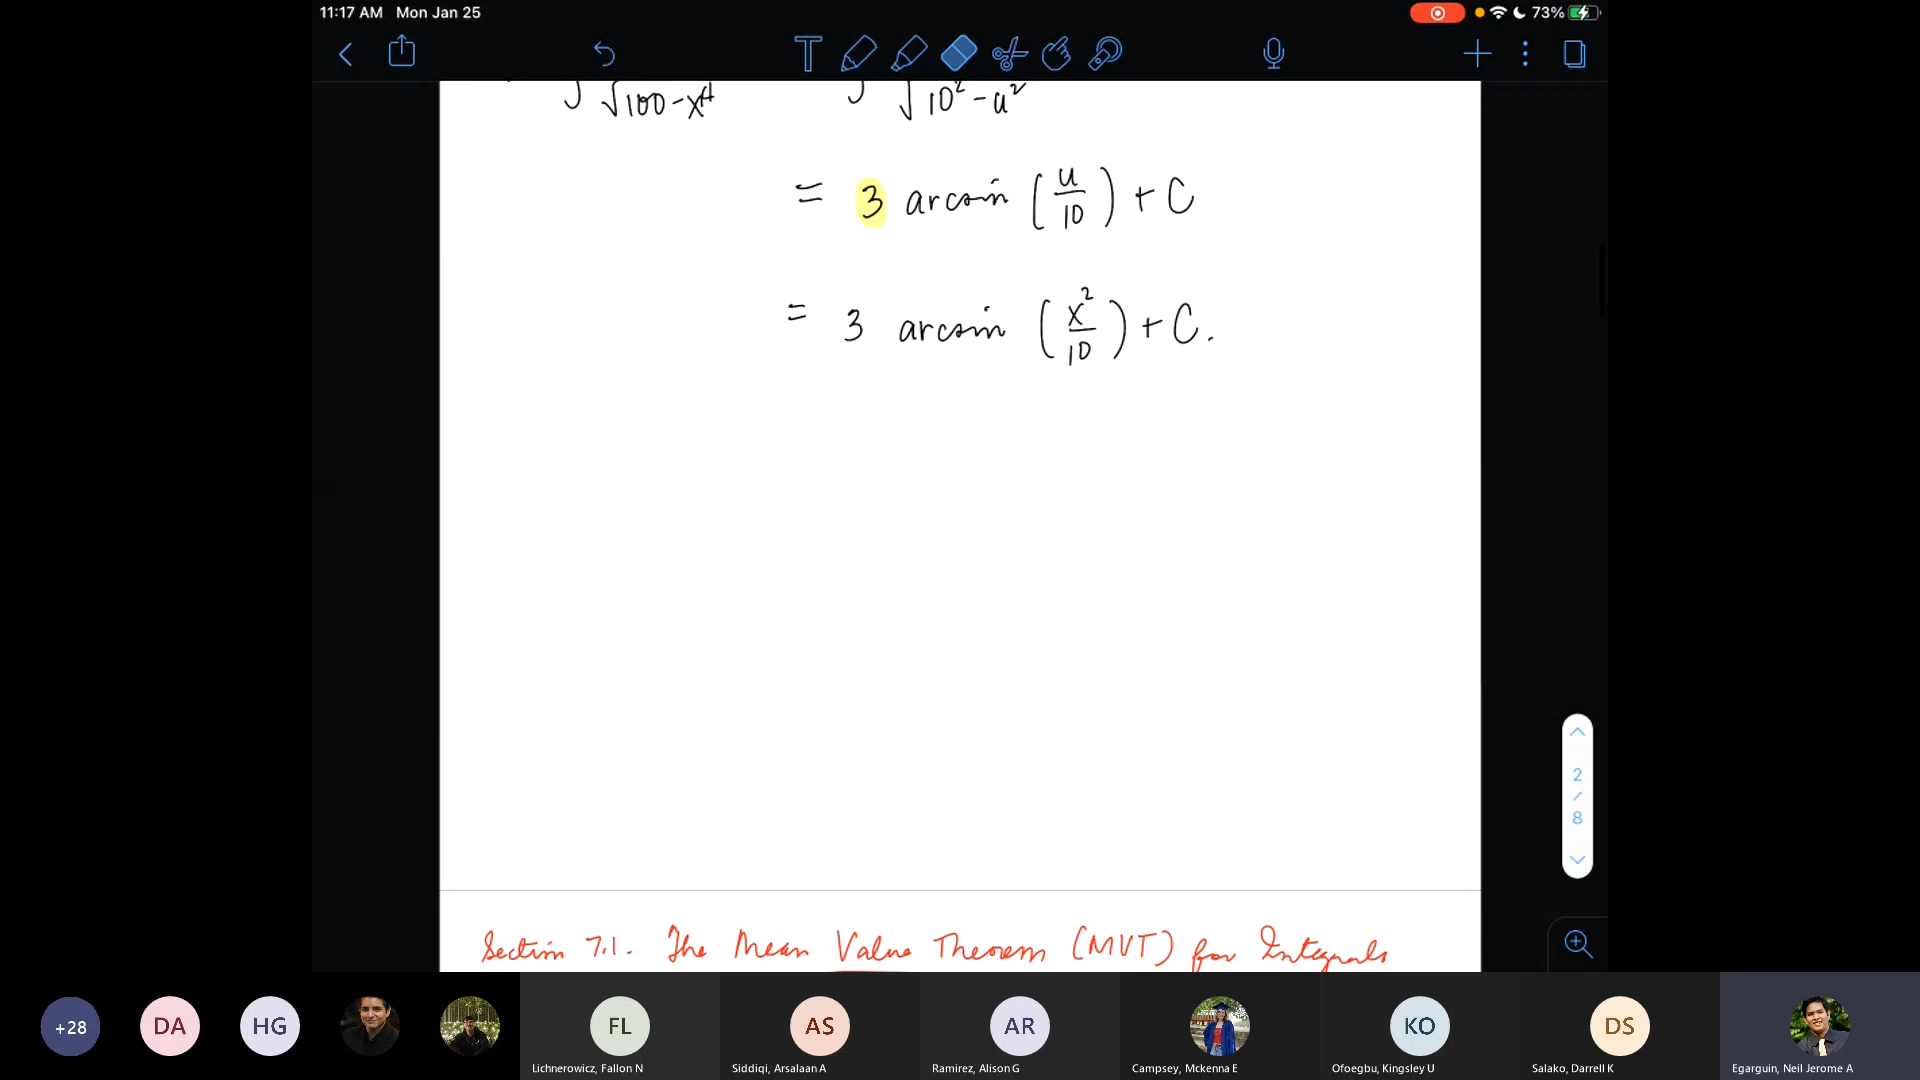 11:17 AM Mon Jan 25
73%
∫ √100-x⁴ ∫ √10²-u²
= 3 arcsin (u/10) + C
= 3 arcsin (x²/10) + C.
2
/
8
Section 7.1. The Mean Value Theorem (MVT) for Integrals
+28 DA HG FL AS AR KO DS
Lichnerowicz, Fallon N Siddiqi, Arsalaan A Ramirez, Alison G Campsey, Mckenna E Ofoegbu, Kingsley U Salako, Darrell K Egarguin, Neil Jerome A